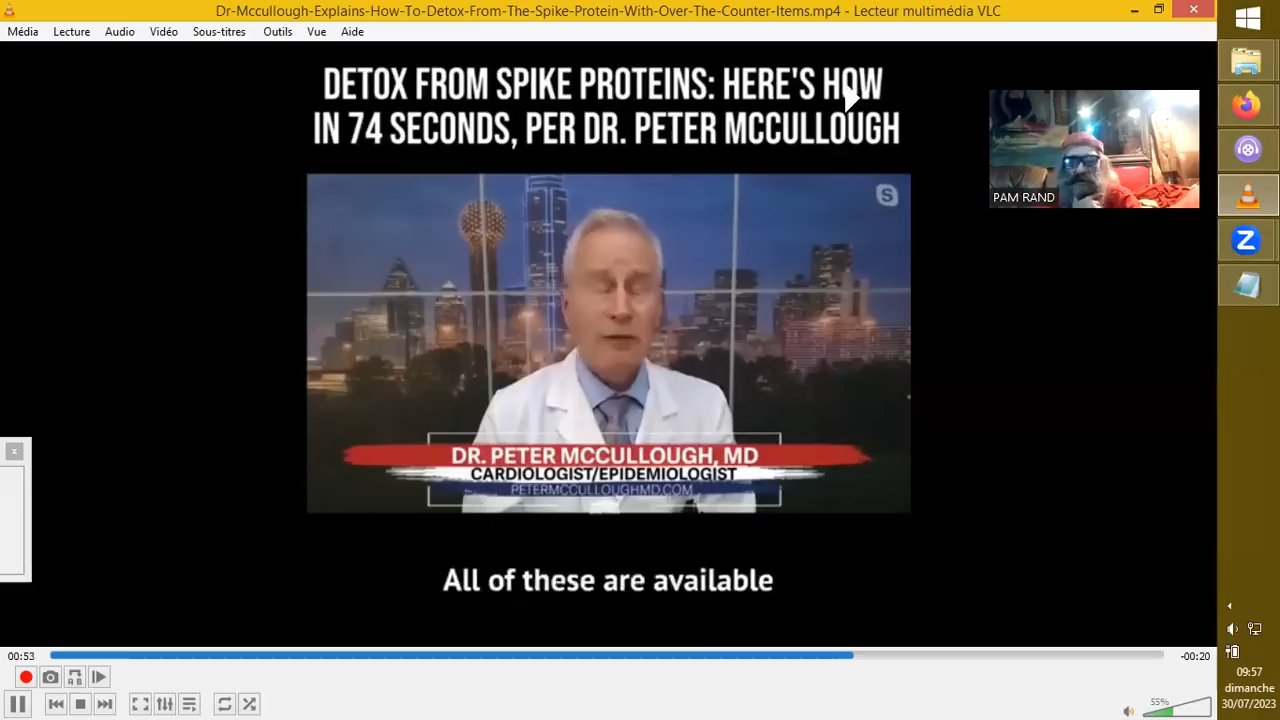 Dr-Mccullough-Explains-How-To-Detox-From-The-Spike-Protein-With-Over-The-Counter-Items.mp4 - Lecteur multimédia VLC
Média Lecture Audio Vidéo Sous-titres Outils Vue Aide
DETOX FROM SPIKE PROTEINS: HERE'S HOW
IN 74 SECONDS, PER DR. PETER MCCULLOUGH
S
PAM RAND
Z
DR. PETER MCCULLOUGH, MD
CARDIOLOGIST/EPIDEMIOLOGIST
PETERMCCULLOUGHMD.COM
All of these are available
00:53
-00:20
A B
55%
09:57
dimanche
30/07/2023